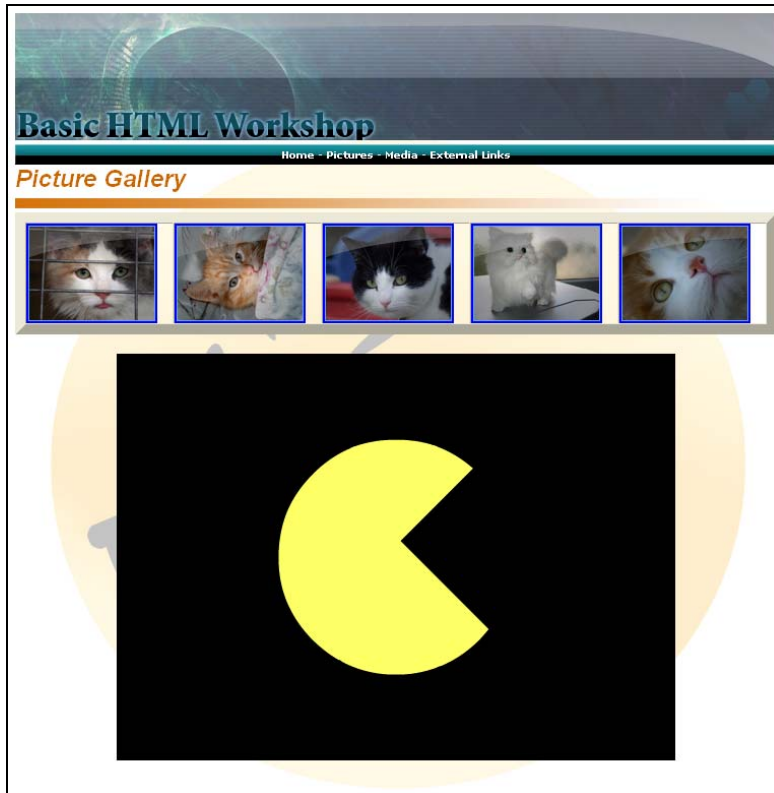 Basic HTML Workshop
Home - Pictures - Media - External Links
Picture Gallery